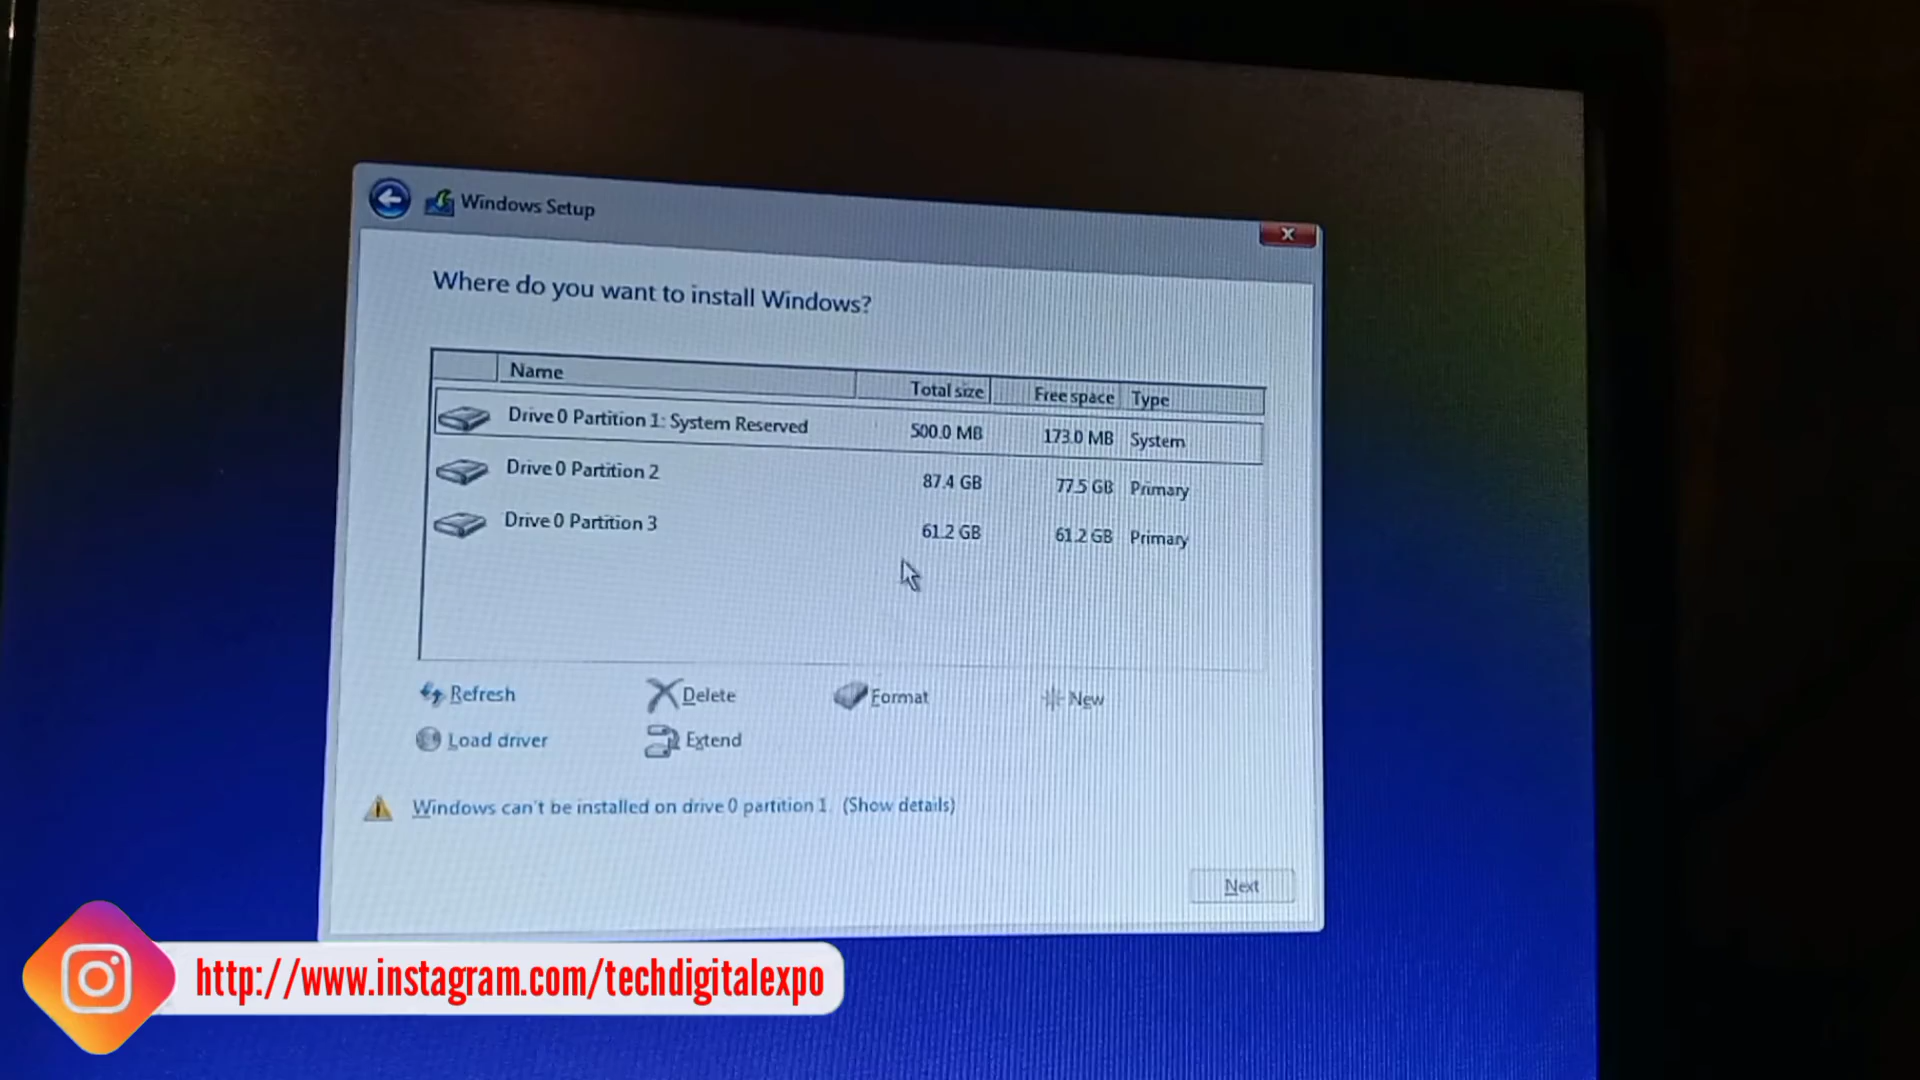 Windows Setup
x
Where do you want to install Windows?
Name Total size Free space Type
Drive 0 Partition 1: System Reserved 500.0 MB 173.0 MB System
Drive 0 Partition 2 87.4 GB 77.5 GB Primary
Drive 0 Partition 3 61.2 GB 61.2 GB Primary
Refresh Delete Format New
Load driver Extend
Windows can't be installed on drive 0 partition 1. (Show details)
Next
http://www.instagram.com/techdigitalexpo